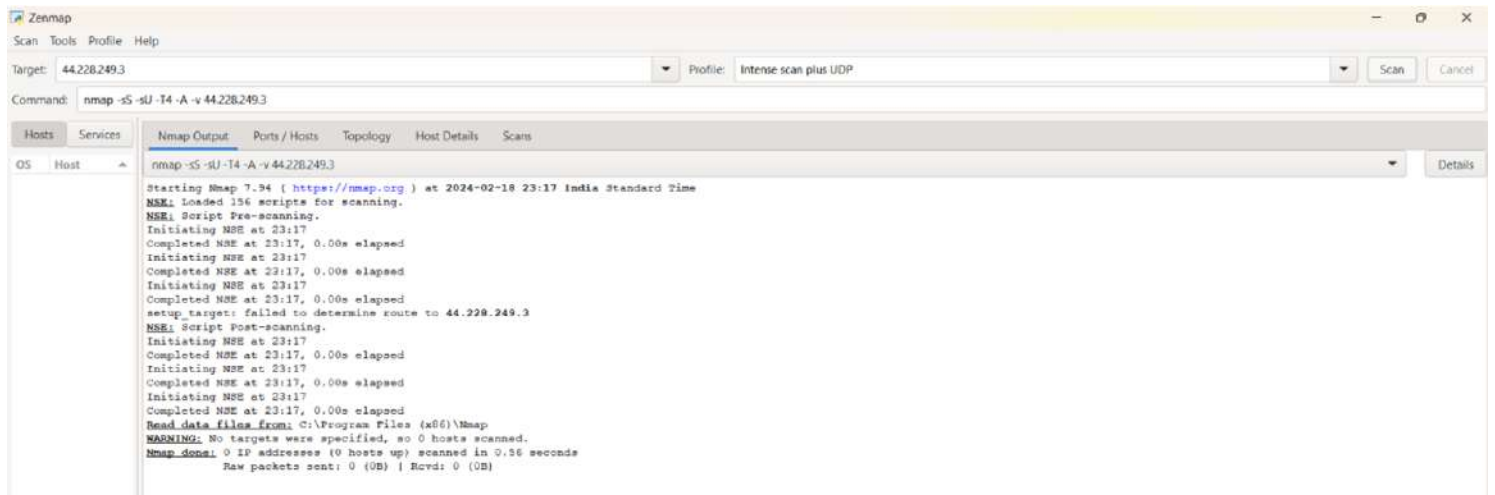 Zenmap
Scan Tools Profile Help
Target: 44.228.249.3 Profile: Intense scan plus UDP Scan Cancel
Command: nmap -sS -sU -T4 -A -v 44.228.249.3
Hosts Services Nmap Output Ports / Hosts Topology Host Details Scans
OS Host nmap -sS -sU -T4 -A -v 44.228.249.3 Details
Starting Nmap 7.94 ( https://nmap.org ) at 2024-02-18 23:17 India Standard Time
NSE: Loaded 156 scripts for scanning.
NSE: Script Pre-scanning.
Initiating NSE at 23:17
Completed NSE at 23:17, 0.00s elapsed
Initiating NSE at 23:17
Completed NSE at 23:17, 0.00s elapsed
Initiating NSE at 23:17
Completed NSE at 23:17, 0.00s elapsed
setup_target: failed to determine route to 44.228.249.3
NSE: Script Post-scanning.
Initiating NSE at 23:17
Completed NSE at 23:17, 0.00s elapsed
Initiating NSE at 23:17
Completed NSE at 23:17, 0.00s elapsed
Initiating NSE at 23:17
Completed NSE at 23:17, 0.00s elapsed
Read data files from: C:\Program Files (x86)\Nmap
WARNING: No targets were specified, so 0 hosts scanned.
Nmap done: 0 IP addresses (0 hosts up) scanned in 0.56 seconds
Raw packets sent: 0 (0B) | Rcvd: 0 (0B)